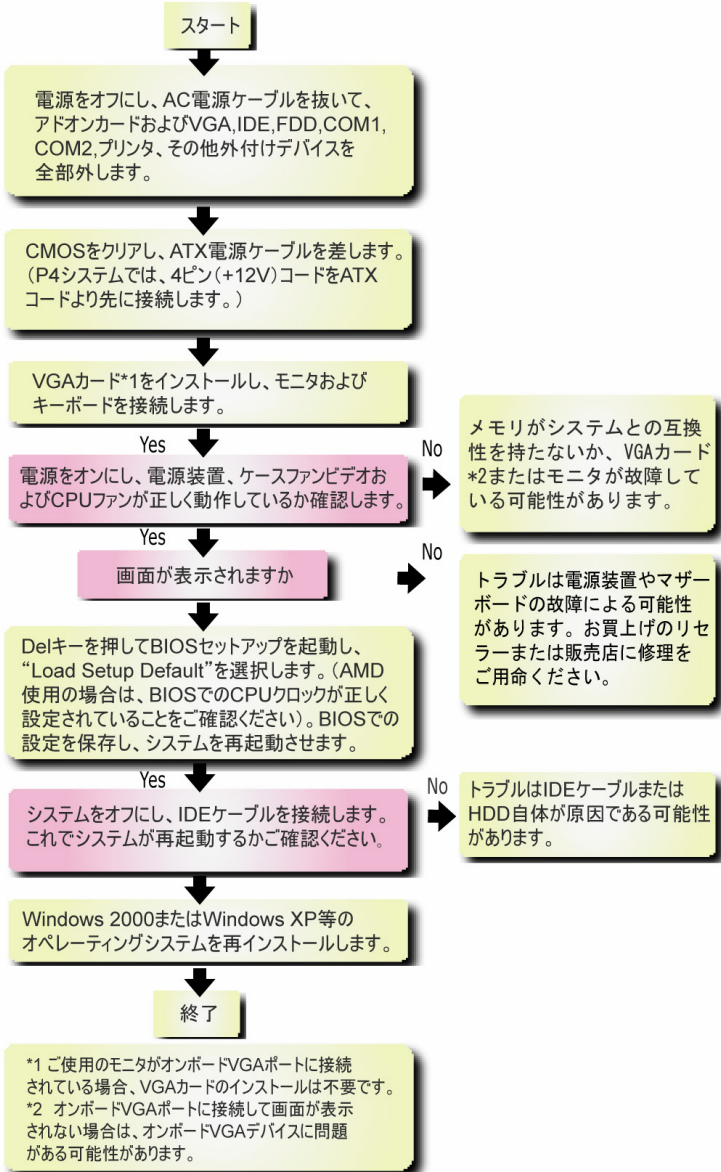 スタート
電源をオフにし、AC電源ケーブルを抜いて、
アドオンカードおよびVGA,IDE,FDD,COM1,
COM2,プリンタ、その他外付けデバイスを
全部外します。
CMOSをクリアし、ATX電源ケーブルを差します。
(P4システムでは、4ピン(+12V)コードをATX
コードより先に接続します。)
VGAカード*1をインストールし、モニタおよび
キーボードを接続します。
Yes
No
電源をオンにし、電源装置、ケースファンビデオお
よびCPUファンが正しく動作しているか確認します。
メモリがシステムとの互換
性を持たないか、VGAカード
*2またはモニタが故障して
いる可能性があります。
Yes
No
画面が表示されますか
トラブルは電源装置やマザー
ボードの故障による可能性
があります。お買上げのリセ
ラーまたは販売店に修理を
ご用命ください。
Delキーを押してBIOSセットアップを起動し、
“Load Setup Default”を選択します。(AMD
使用の場合は、BIOSでのCPUクロックが正しく
設定されていることをご確認ください)。BIOSでの
設定を保存し、システムを再起動させます。
Yes
No
システムをオフにし、IDEケーブルを接続します。
これでシステムが再起動するかご確認ください。
トラブルはIDEケーブルまたは
HDD自体が原因である可能性
があります。
Windows 2000またはWindows XP等の
オペレーティングシステムを再インストールします。
終了
*1 ご使用のモニタがオンボードVGAポートに接続
されている場合、VGAカードのインストールは不要です。
*2 オンボードVGAポートに接続して画面が表示
されない場合は、オンボードVGAデバイスに問題
がある可能性があります。